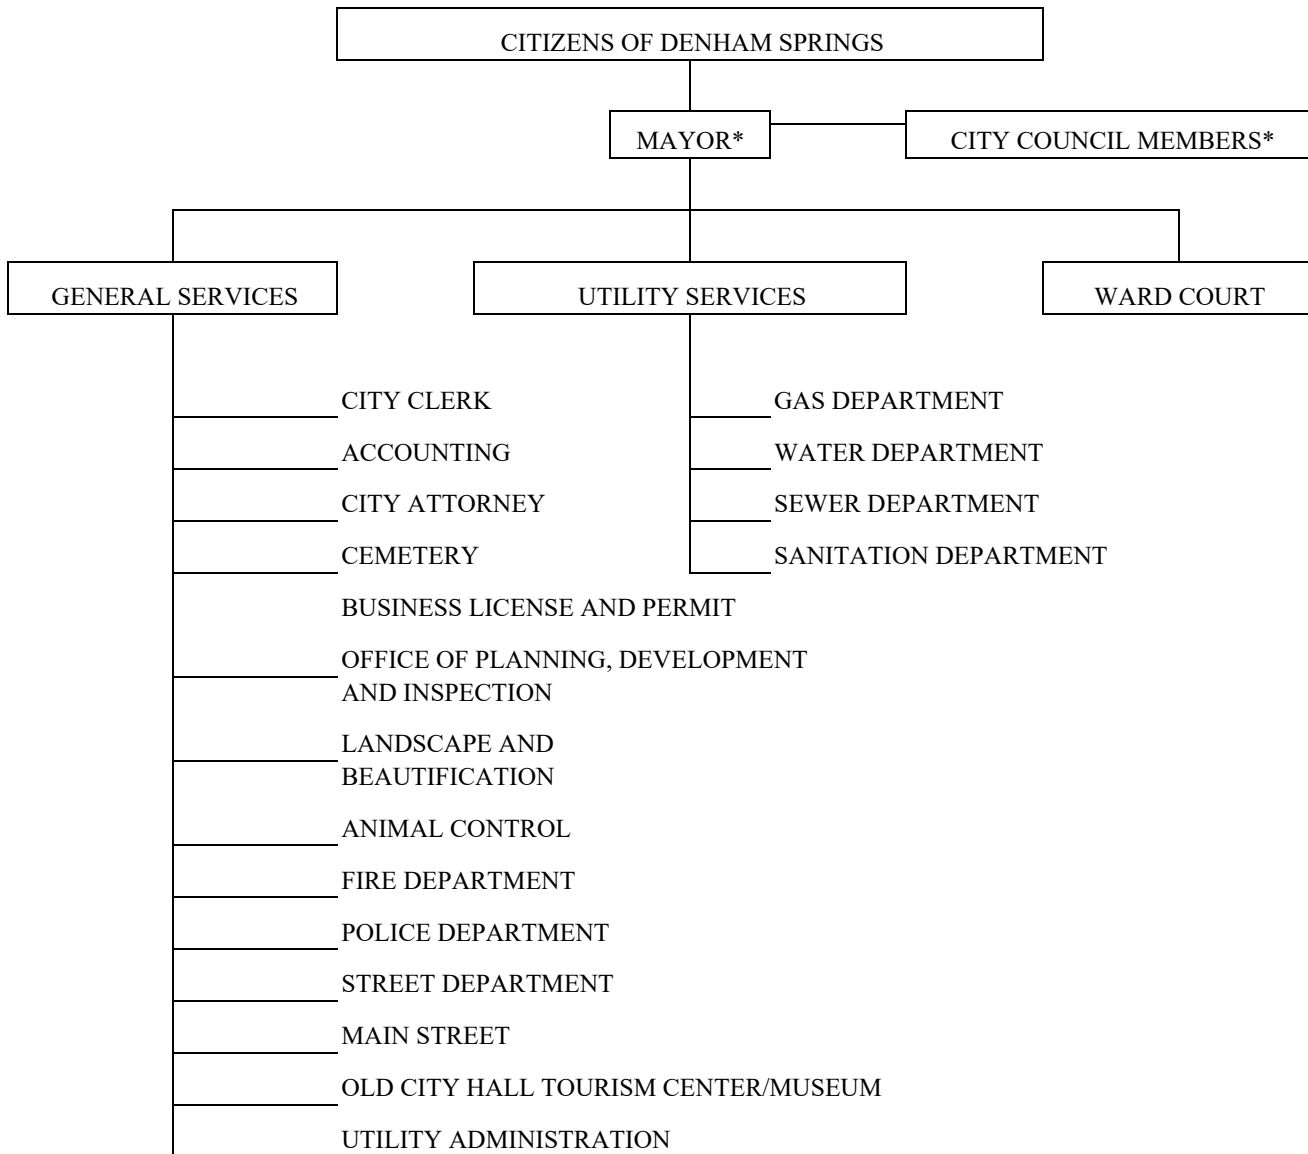 CITIZENS OF DENHAM SPRINGS
MAYOR*
CITY COUNCIL MEMBERS*
GENERAL SERVICES
UTILITY SERVICES
WARD COURT
CITY CLERK
ACCOUNTING
CITY ATTORNEY
CEMETERY
BUSINESS LICENSE AND PERMIT
OFFICE OF PLANNING, DEVELOPMENT
AND INSPECTION
LANDSCAPE AND
BEAUTIFICATION
ANIMAL CONTROL
FIRE DEPARTMENT
POLICE DEPARTMENT
STREET DEPARTMENT
MAIN STREET
OLD CITY HALL TOURISM CENTER/MUSEUM
UTILITY ADMINISTRATION
GAS DEPARTMENT
WATER DEPARTMENT
SEWER DEPARTMENT
SANITATION DEPARTMENT